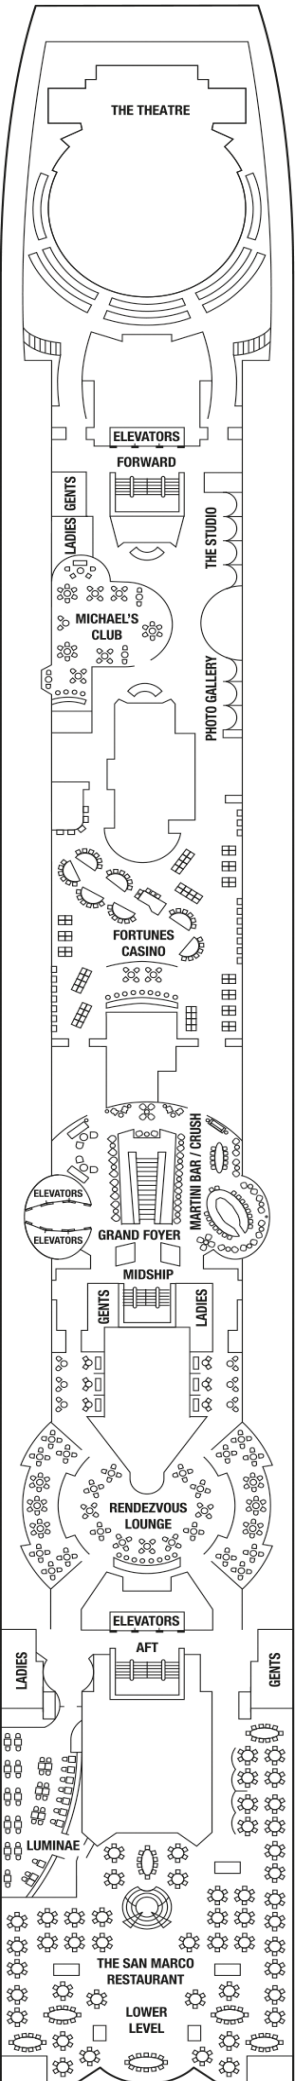 THE THEATRE
ELEVATORS
FORWARD
GENTS
LADIES
THE STUDIO
MICHAEL'S
CLUB
PHOTO GALLERY
FORTUNES
CASINO
MARTINI BAR / CRUSH
ELEVATORS
ELEVATORS
GRAND FOYER
MIDSHIP
GENTS
LADIES
RENDEZVOUS
LOUNGE
ELEVATORS
AFT
LADIES
GENTS
LUMINAE
THE SAN MARCO
RESTAURANT
LOWER
LEVEL